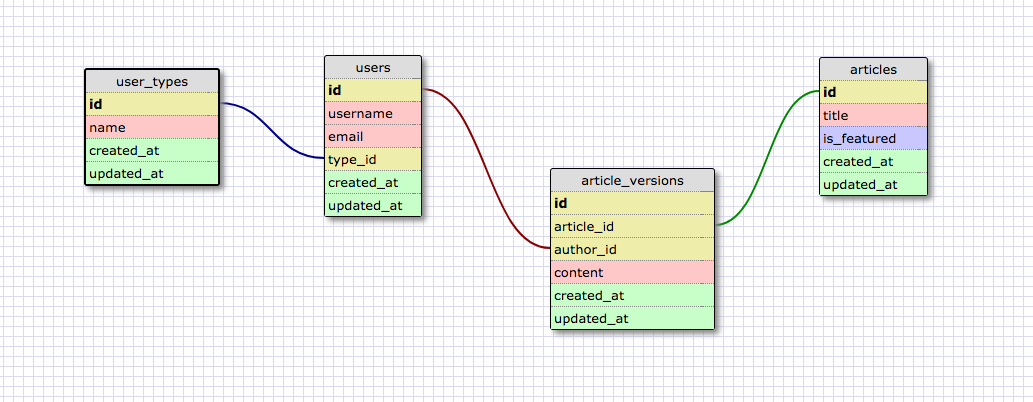 user_types
id
name
created_at
updated_at
users
id
username
email
type_id
created_at
updated_at
article_versions
id
article_id
author_id
content
created_at
updated_at
articles
id
title
is_featured
created_at
updated_at